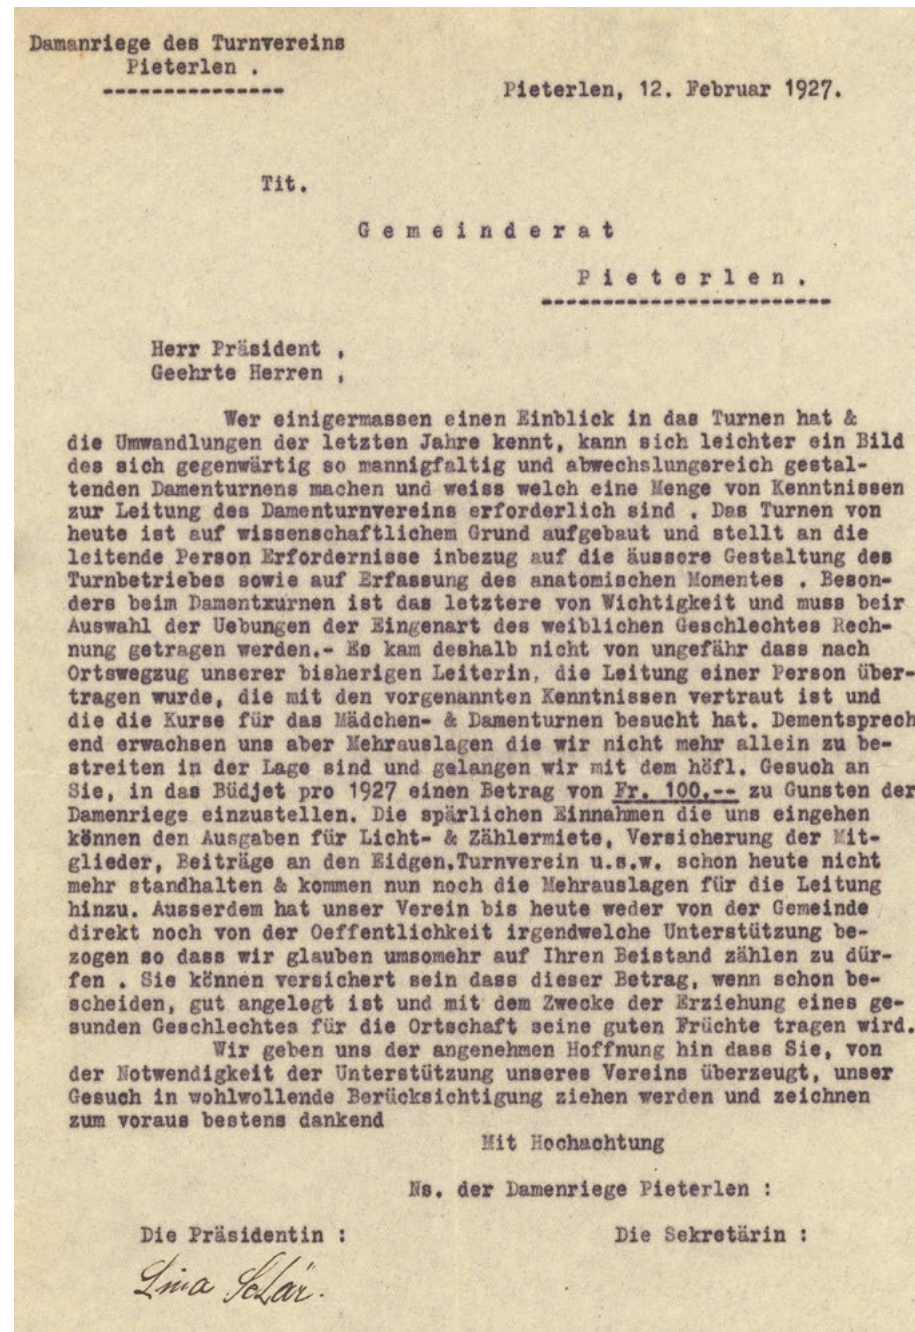 Damanriege des Turnvereins
Pieterlen .
Pieterlen, 12. Februar 1927.
Tit.
G e m e i n d e r a t
P i e t e r l e n .
Herr Präsident ,
Geehrte Herren ,
Wer einigermassen einen Einblick in das Turnen hat &
die Umwandlungen der letzten Jahre kennt, kann sich leichter ein Bild
des sich gegenwärtig so mannigfaltig und abwechslungsreich gestal-
tenden Damenturnens machen und weiss welch eine Menge von Kenntnissen
zur Leitung des Damenturnvereins erforderlich sind . Das Turnen von
heute ist auf wissenschaftlichem Grund aufgebaut und stellt an die
leitende Person Erfordernisse inbezug auf die äussere Gestaltung des
Turnbetriebes sowie auf Erfassung des anatomischen Momentes . Beson-
ders beim Damentxurnen ist das letztere von Wichtigkeit und muss beir
Auswahl der Uebungen der Eingenart des weiblichen Geschlechtes Rech-
nung getragen werden.- Es kam deshalb nicht von ungefähr dass nach
Ortswegzug unserer bisherigen Leiterin, die Leitung einer Person über-
tragen wurde, die mit den vorgenannten Kenntnissen vertraut ist und
die die Kurse für das Mädchen- & Damenturnen besucht hat. Dementsprech
end erwachsen uns aber Mehrauslagen die wir nicht mehr allein zu be-
streiten in der Lage sind und gelangen wir mit dem höfl. Gesuch an
Sie, in das Büdjet pro 1927 einen Betrag von Fr. 100.-- zu Gunsten der
Damenriege einzustellen. Die spärlichen Einnahmen die uns eingehen
können den Ausgaben für Licht- & Zählermiete, Versicherung der Mit-
glieder, Beiträge an den Eidgen.Turnverein u.s.w. schon heute nicht
mehr standhalten & kommen nun noch die Mehrauslagen für die Leitung
hinzu. Ausserdem hat unser Verein bis heute weder von der Gemeinde
direkt noch von der Oeffentlichkeit irgendwelche Unterstützung be-
zogen so dass wir glauben umsomehr auf Ihren Beistand zählen zu dür-
fen . Sie können versichert sein dass dieser Betrag, wenn schon be-
scheiden, gut angelegt ist und mit dem Zwecke der Erziehung eines ge-
sunden Geschlechtes für die Ortschaft seine guten Früchte tragen wird.
Wir geben uns der angenehmen Hoffnung hin dass Sie, von
der Notwendigkeit der Unterstützung unseres Vereins überzeugt, unser
Gesuch in wohlwollende Berücksichtigung ziehen werden und zeichnen
zum voraus bestens dankend
Mit Hochachtung
Ns. der Damenriege Pieterlen :
Die Präsidentin :
Die Sekretärin :
Lina Schär.